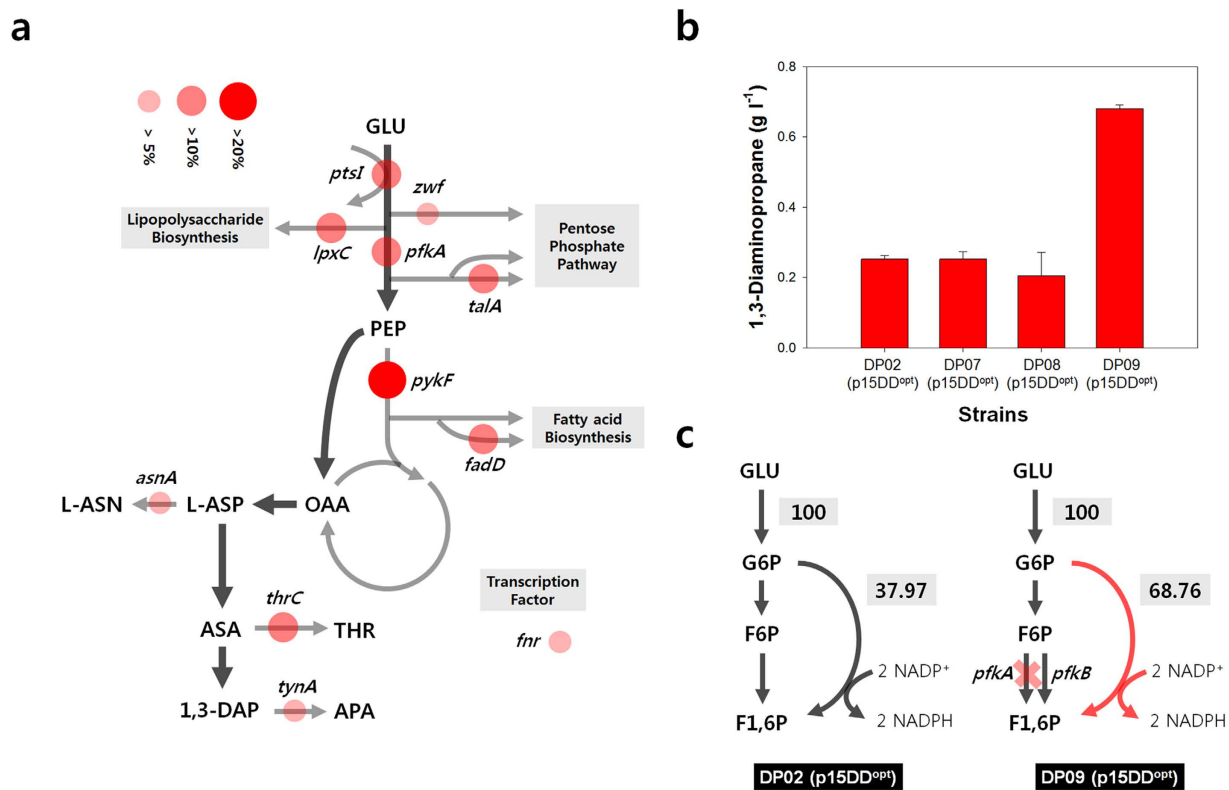 a
> 5%
>10%
>20%
GLU
ptsI
zwf
Lipopolysaccharide
Biosynthesis
lpxC
pfkA
Pentose
Phosphate
Pathway
talA
PEP
pykF
Fatty acid
Biosynthesis
fadD
asnA
L-ASN
L-ASP
OAA
Transcription
Factor
fnr
thrC
ASA
THR
tynA
1,3-DAP
APA
b
1,3-Diaminopropane (g l⁻¹)
0.8
0.6
0.4
0.2
0.0
DP02
(p15DDᵒᵖᵗ)
DP07
(p15DDᵒᵖᵗ)
DP08
(p15DDᵒᵖᵗ)
DP09
(p15DDᵒᵖᵗ)
Strains
c
GLU
100
G6P
37.97
F6P
2 NADP⁺
F1,6P
2 NADPH
DP02 (p15DDᵒᵖᵗ)
GLU
100
G6P
68.76
F6P
pfkA
pfkB
2 NADP⁺
F1,6P
2 NADPH
DP09 (p15DDᵒᵖᵗ)